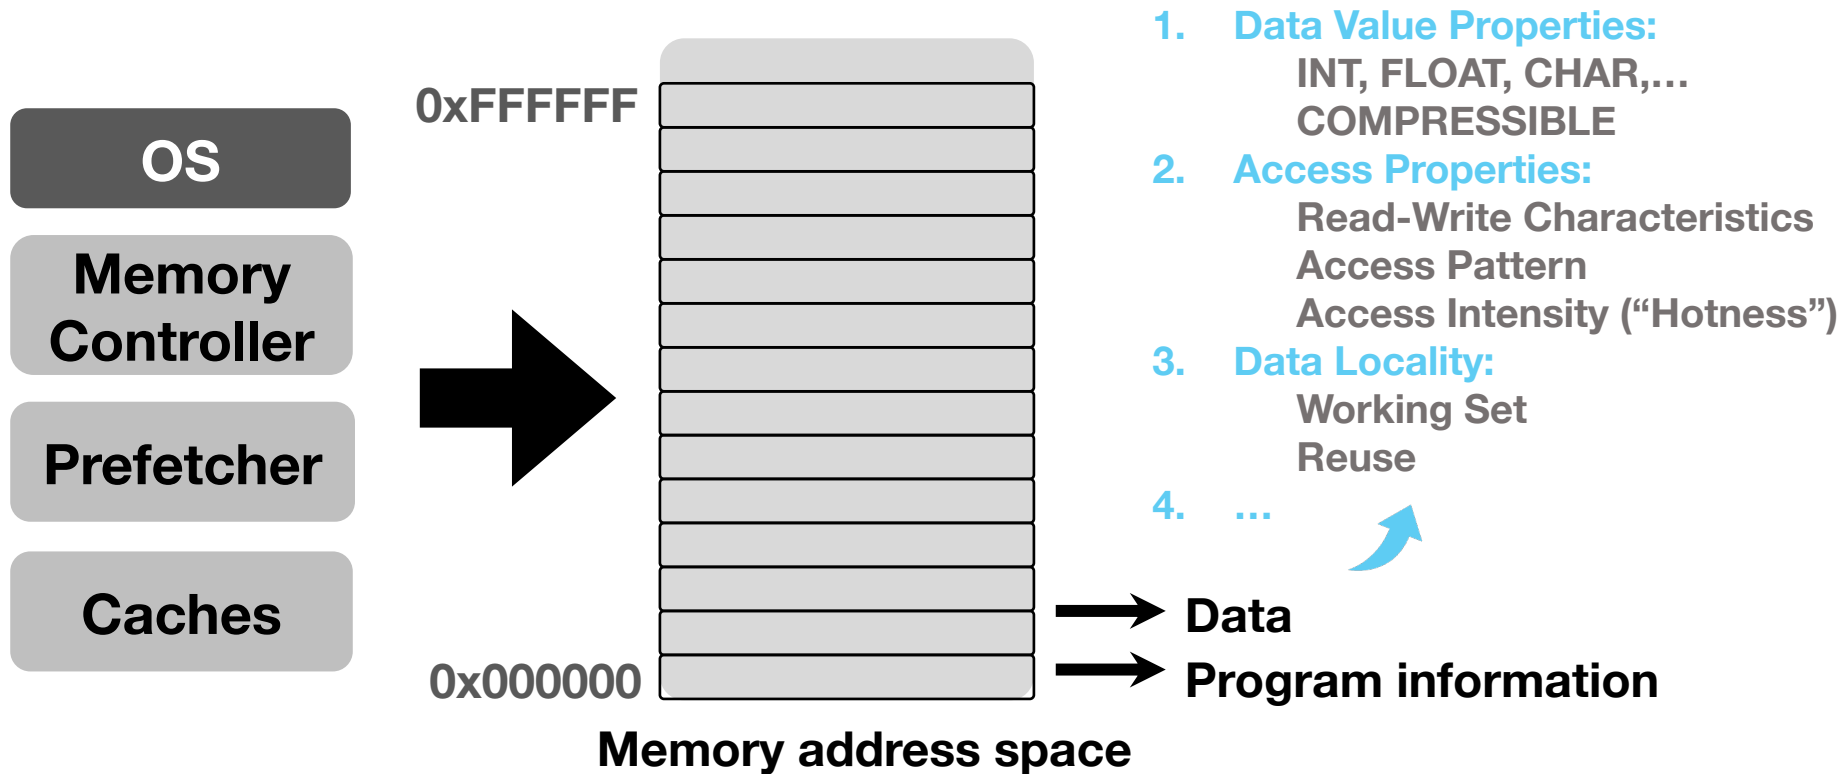 OS
Memory
Controller
Prefetcher
Caches
0xFFFFFF
0x000000
Memory address space
1. Data Value Properties:
INT, FLOAT, CHAR,…
COMPRESSIBLE
2. Access Properties:
Read-Write Characteristics
Access Pattern
Access Intensity (“Hotness”)
3. Data Locality:
Working Set
Reuse
4. …
Data
Program information